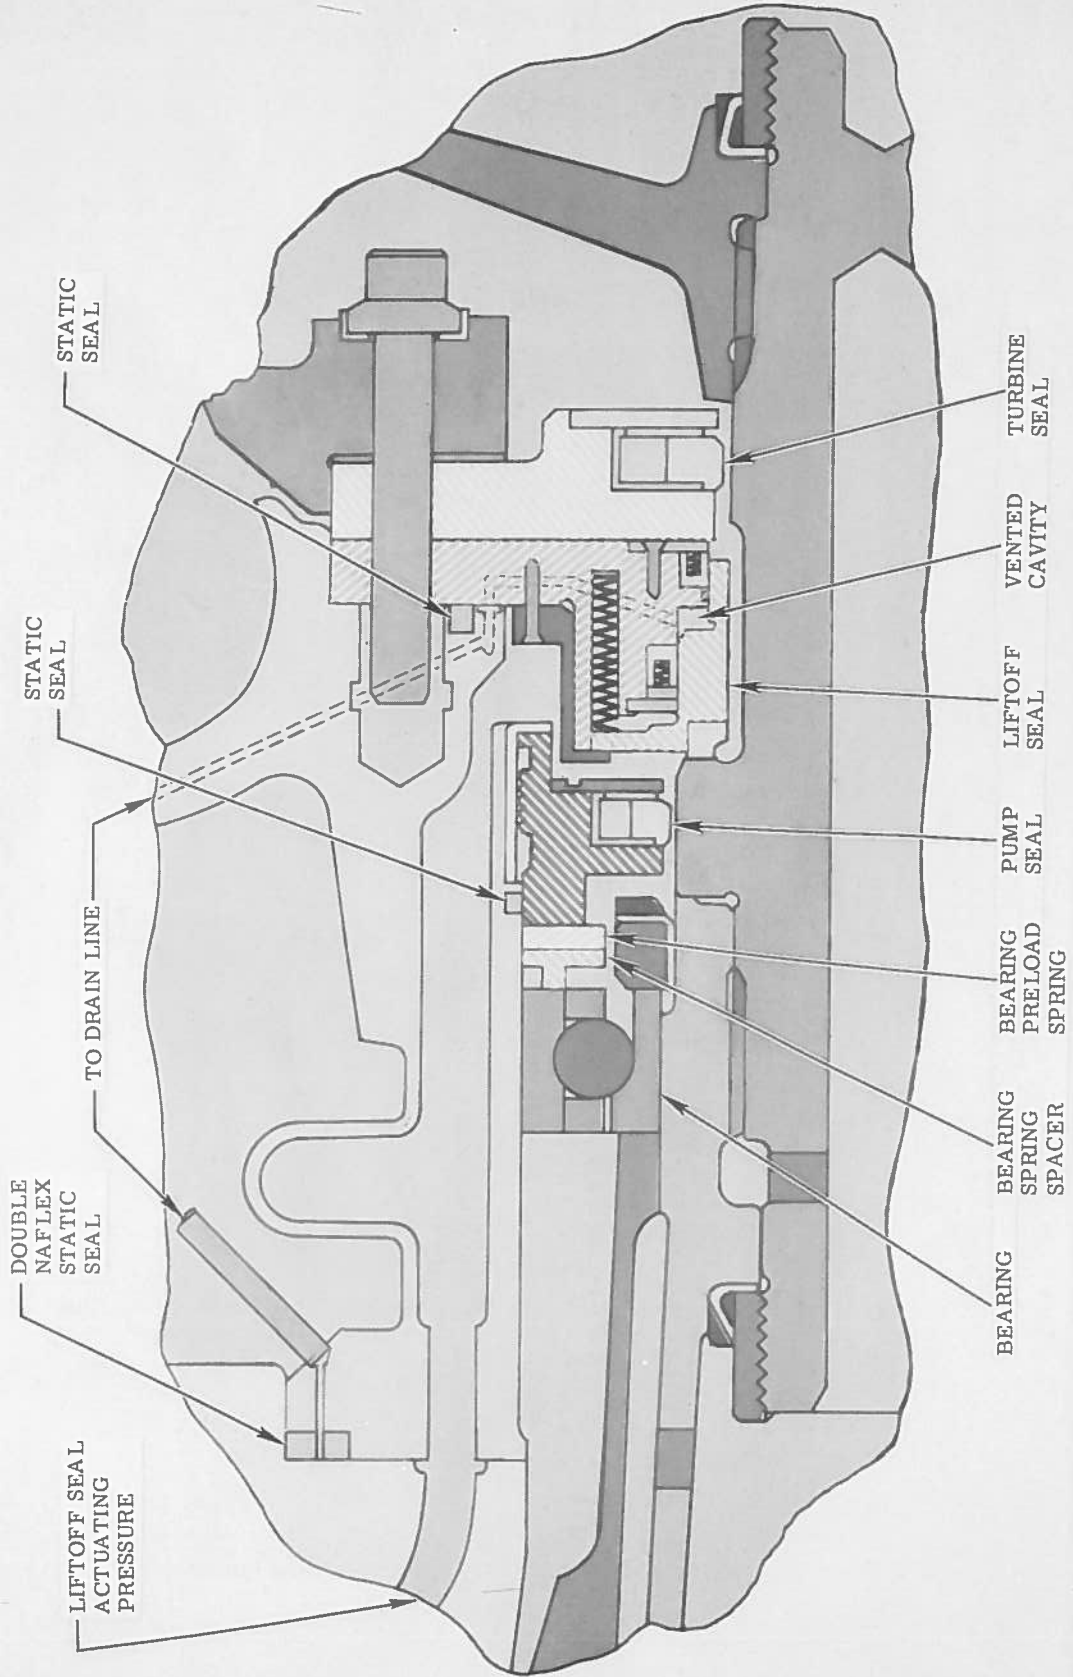 LIFTOFF SEAL
ACTUATING
PRESSURE
DOUBLE
NAFLEX
STATIC
SEAL
TO DRAIN LINE
STATIC
SEAL
STATIC
SEAL
BEARING
BEARING
SPRING
SPACER
BEARING
PRELOAD
SPRING
PUMP
SEAL
LIFTOFF
SEAL
VENTED
CAVITY
TURBINE
SEAL